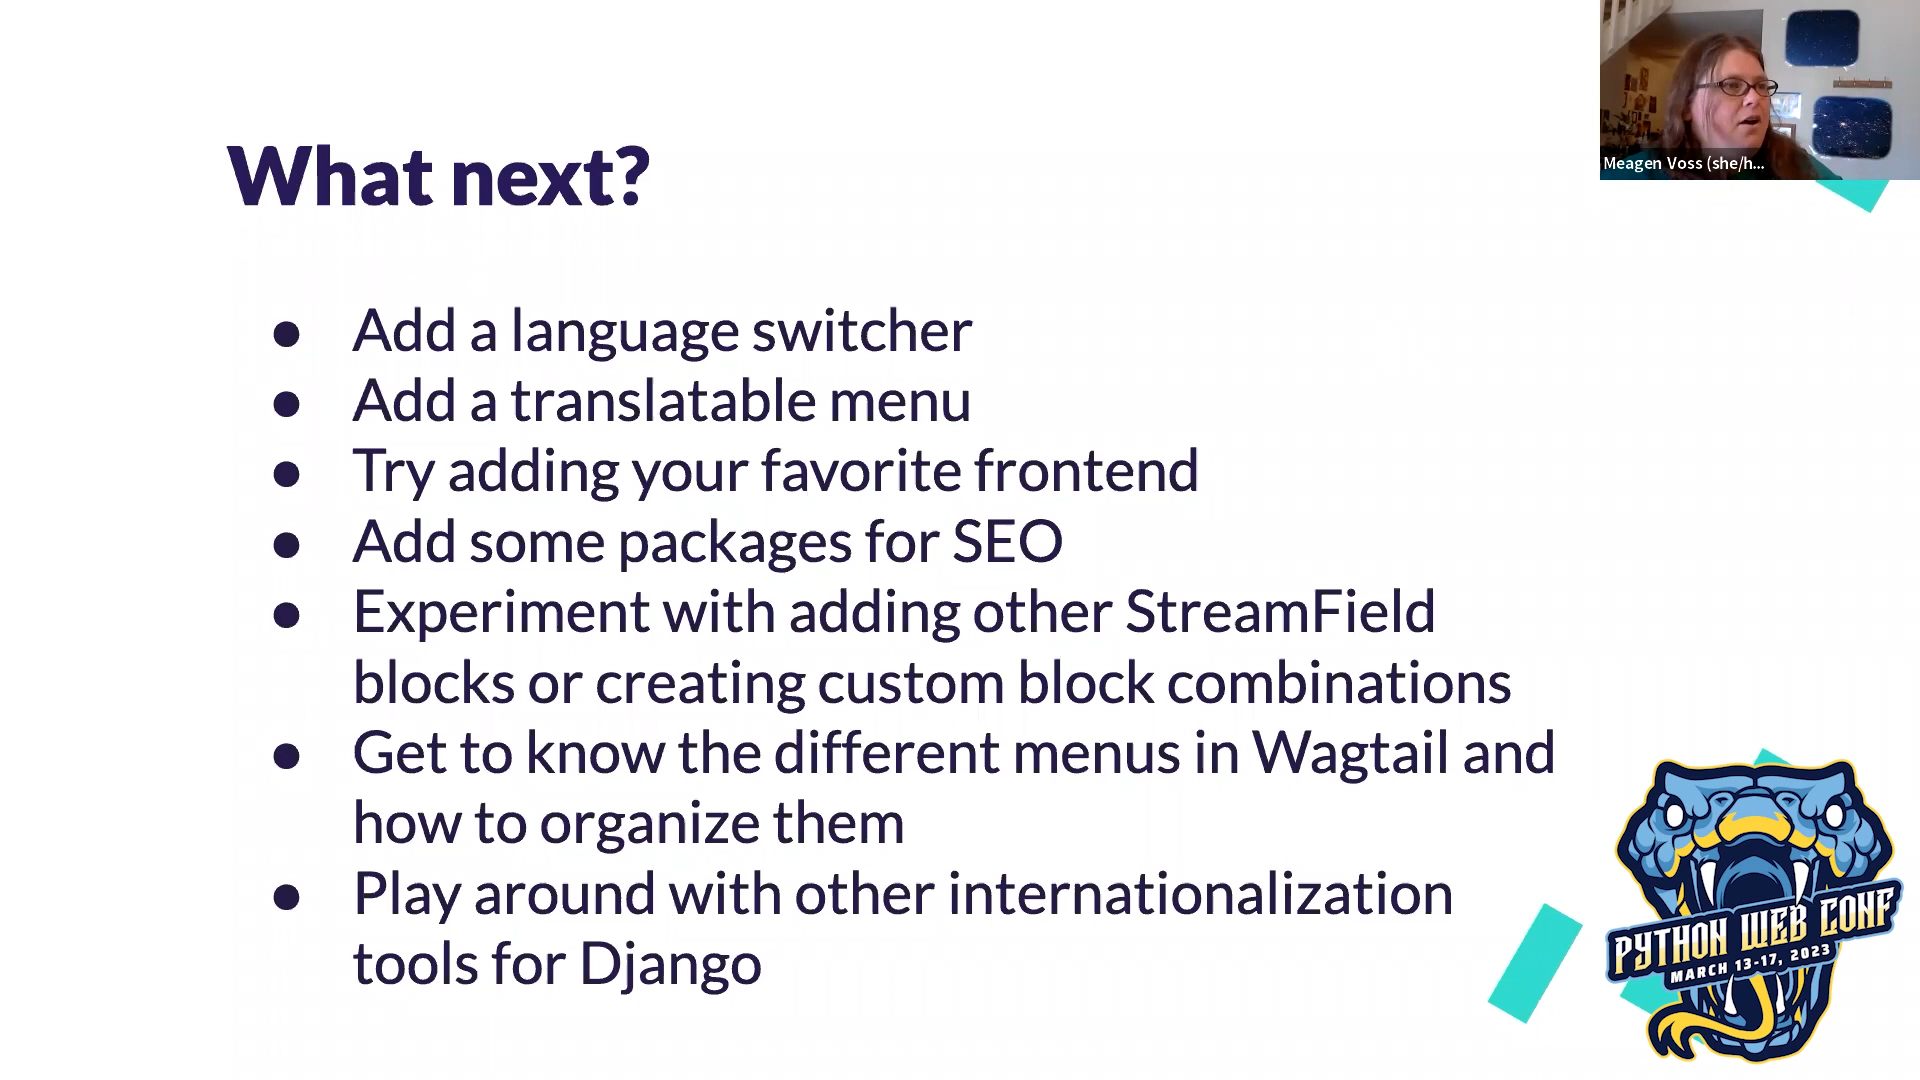 What next?
● Add a language switcher
● Add a translatable menu
● Try adding your favorite frontend
● Add some packages for SEO
● Experiment with adding other StreamField
blocks or creating custom block combinations
● Get to know the different menus in Wagtail and
how to organize them
● Play around with other internationalization
tools for Django
Meagen Voss (she/h...
PYTHON WEB CONF
MARCH 13-17, 2023